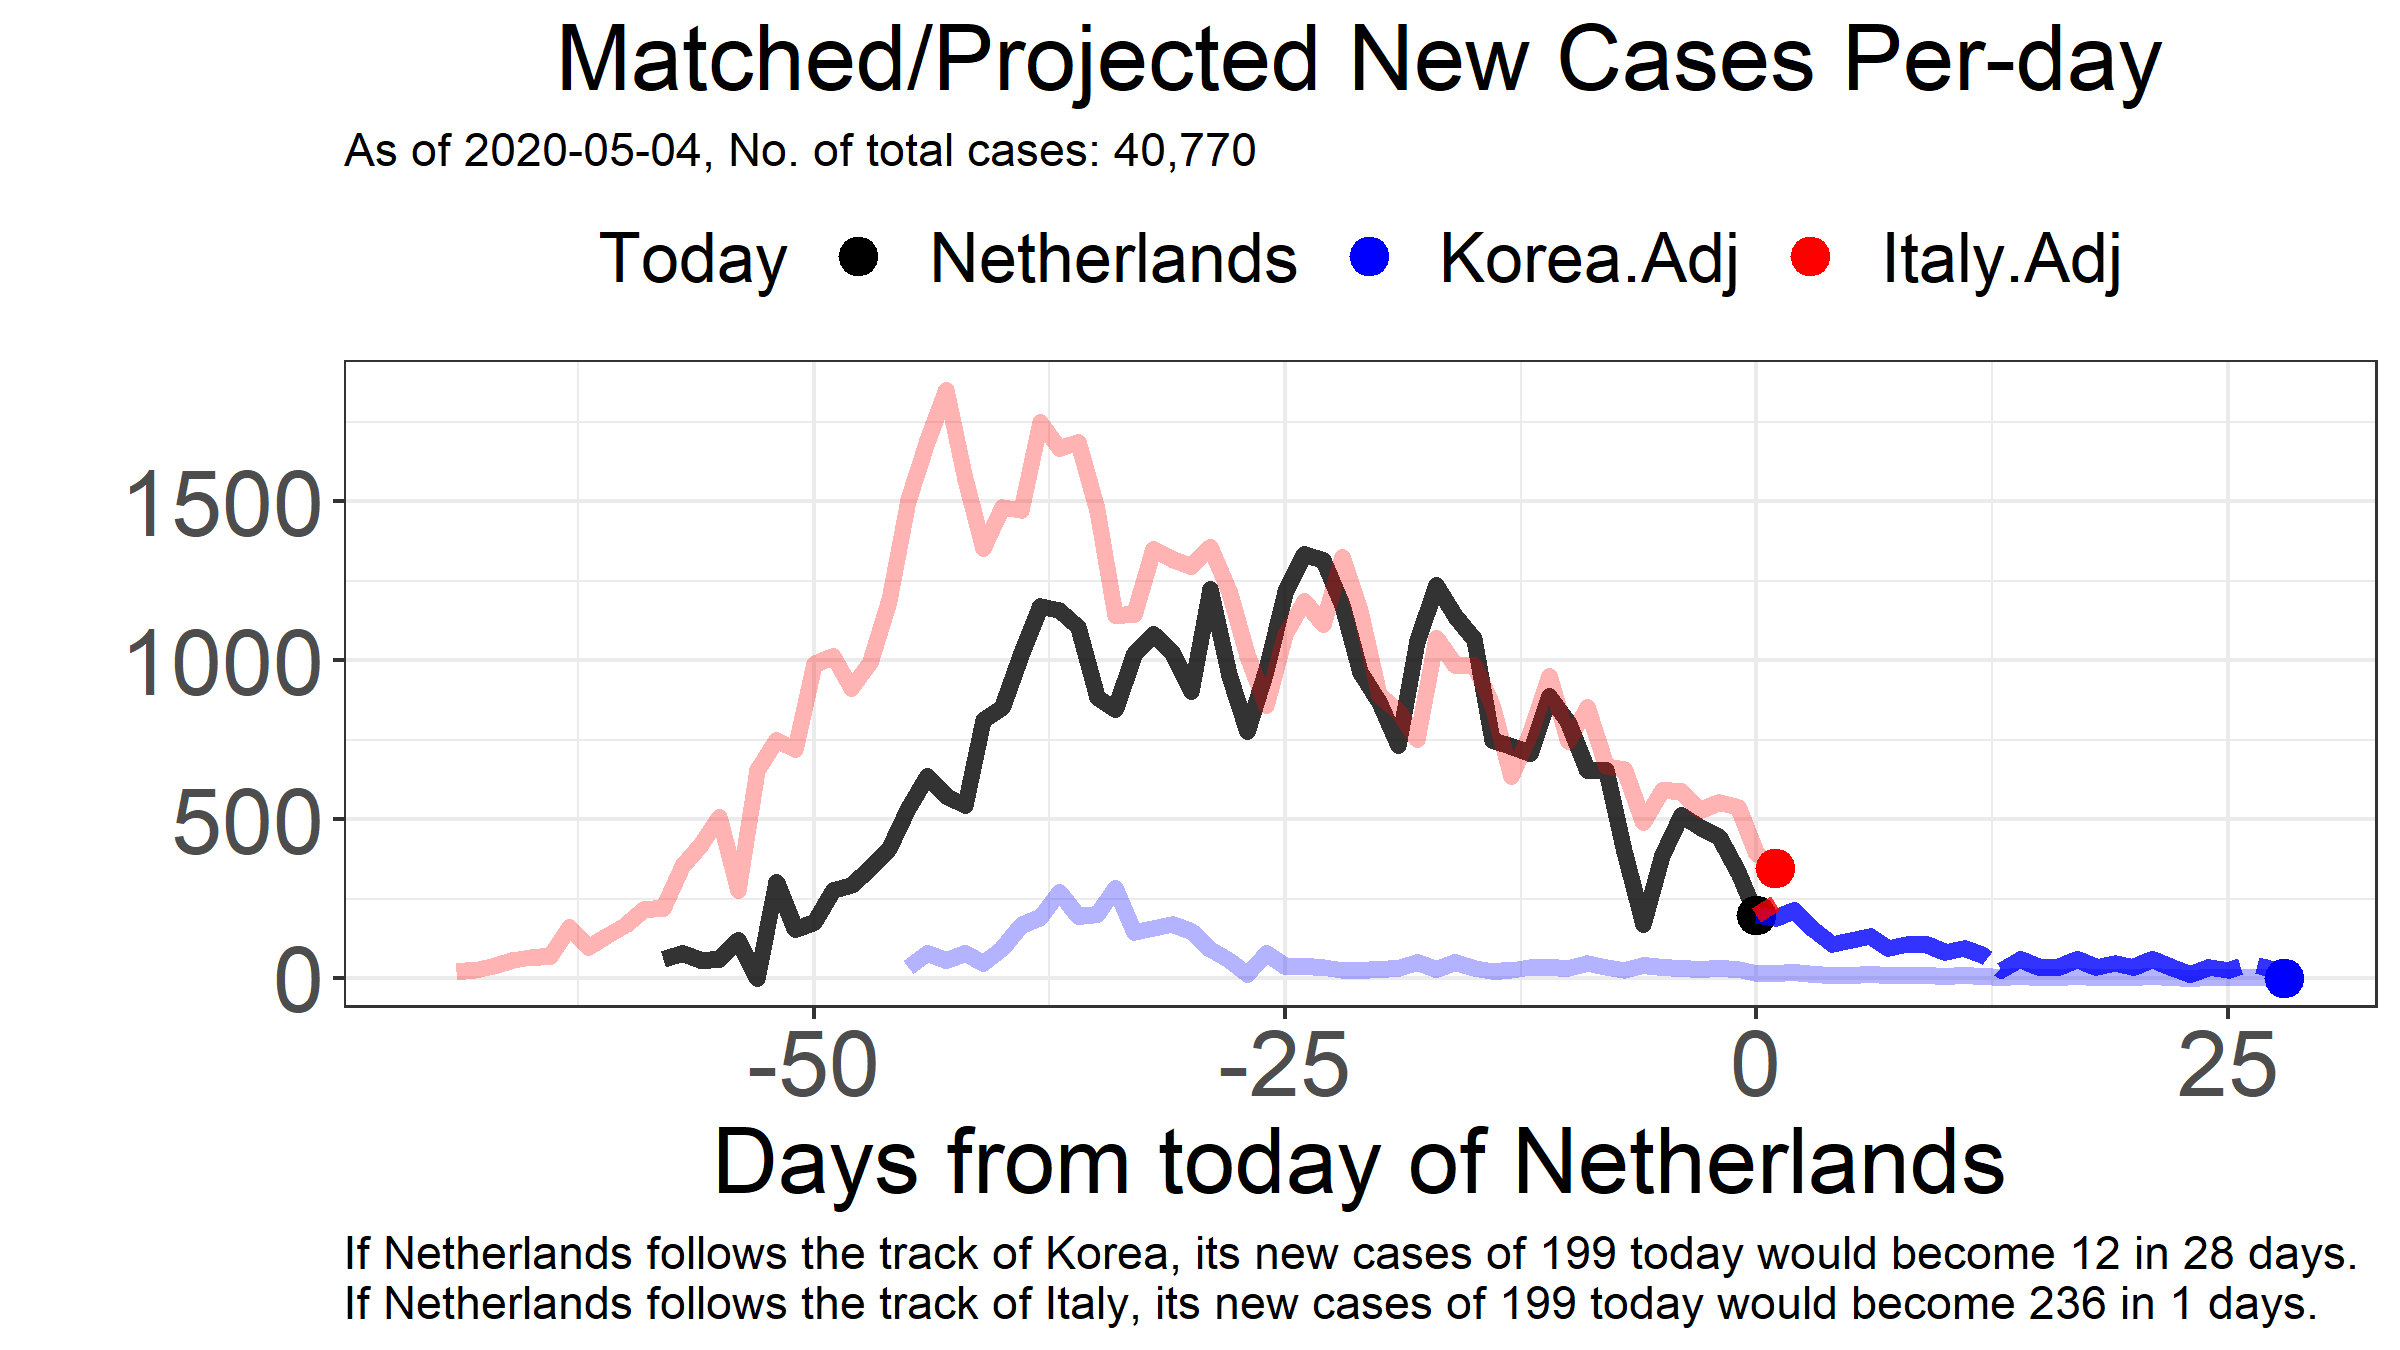 Matched/Projected New Cases Per-day
As of 2020-05-04, No. of total cases: 40,770
Today Netherlands Korea.Adj Italy.Adj
1500
1000
500
0
-50 -25 0 25
Days from today of Netherlands
If Netherlands follows the track of Korea, its new cases of 199 today would become 12 in 28 days.
If Netherlands follows the track of Italy, its new cases of 199 today would become 236 in 1 days.